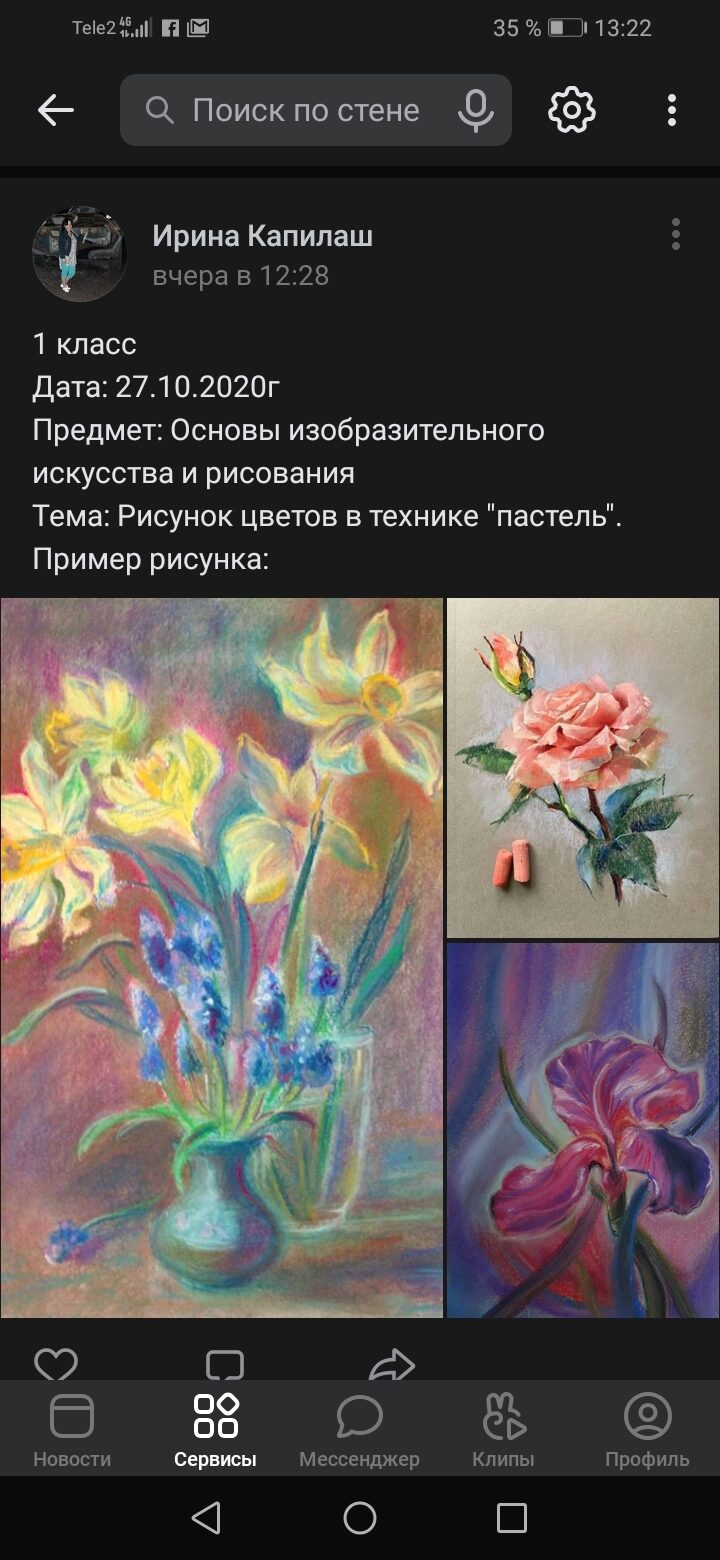 Tele2 4G 35 % 13:22
Поиск по стене
Ирина Капилаш
вчера в 12:28
1 класс
Дата: 27.10.2020г
Предмет: Основы изобразительного
искусства и рисования
Тема: Рисунок цветов в технике "пастель".
Пример рисунка:
Новости Сервисы Мессенджер Клипы Профиль